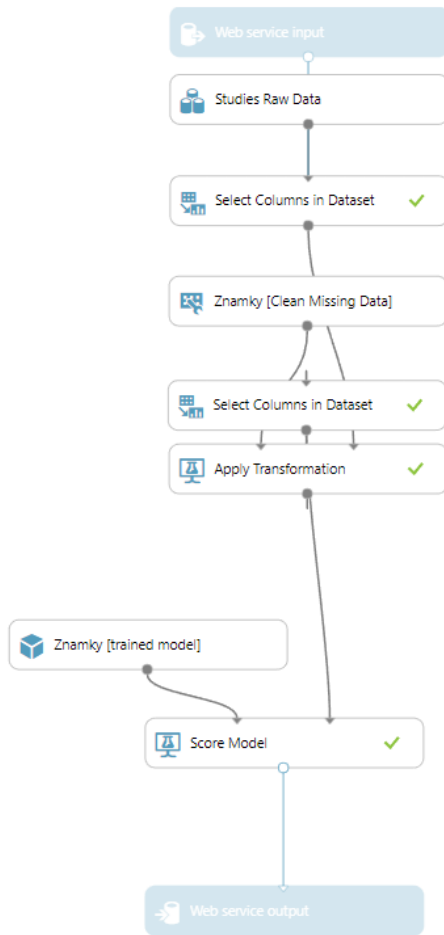 Web service input
Studies Raw Data
Select Columns in Dataset
Znamky [Clean Missing Data]
Select Columns in Dataset
Apply Transformation
Znamky [trained model]
Score Model
Web service output